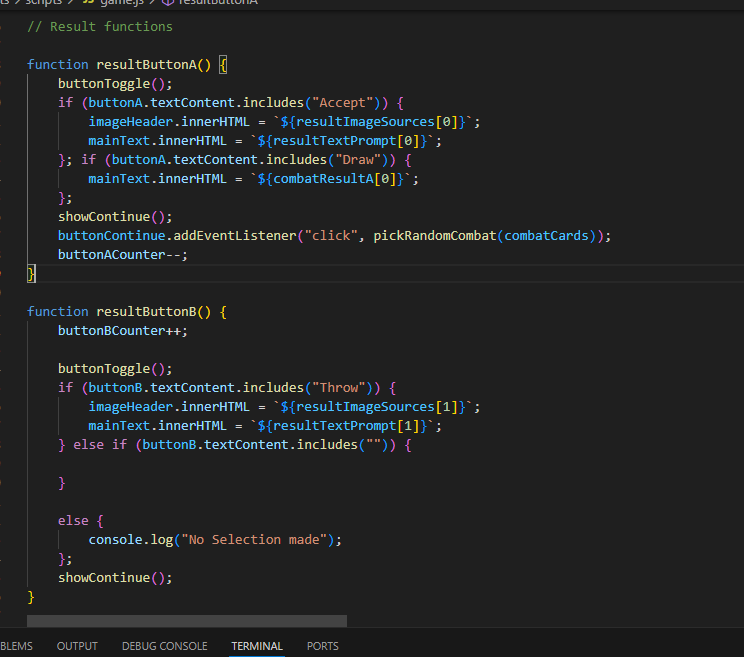 ts > scripts > JS game.js > resultButtonA
// Result functions
function resultButtonA() {
buttonToggle();
if (buttonA.textContent.includes("Accept")) {
imageHeader.innerHTML = `${resultImageSources[0]}`;
mainText.innerHTML = `${resultTextPrompt[0]}`;
}; if (buttonA.textContent.includes("Draw")) {
mainText.innerHTML = `${combatResultA[0]}`;
};
showContinue();
buttonContinue.addEventListener("click", pickRandomCombat(combatCards));
buttonACounter--;
}
function resultButtonB() {
buttonBCounter++;
buttonToggle();
if (buttonB.textContent.includes("Throw")) {
imageHeader.innerHTML = `${resultImageSources[1]}`;
mainText.innerHTML = `${resultTextPrompt[1]}`;
} else if (buttonB.textContent.includes("")) {
}
else {
console.log("No Selection made");
};
showContinue();
}
BLEMS OUTPUT DEBUG CONSOLE TERMINAL PORTS